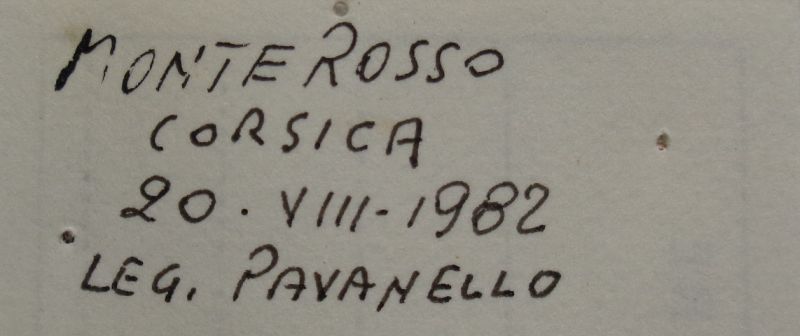 MONTE ROSSO
CORSICA
20. VIII-1982
LEG. PAVANELLO